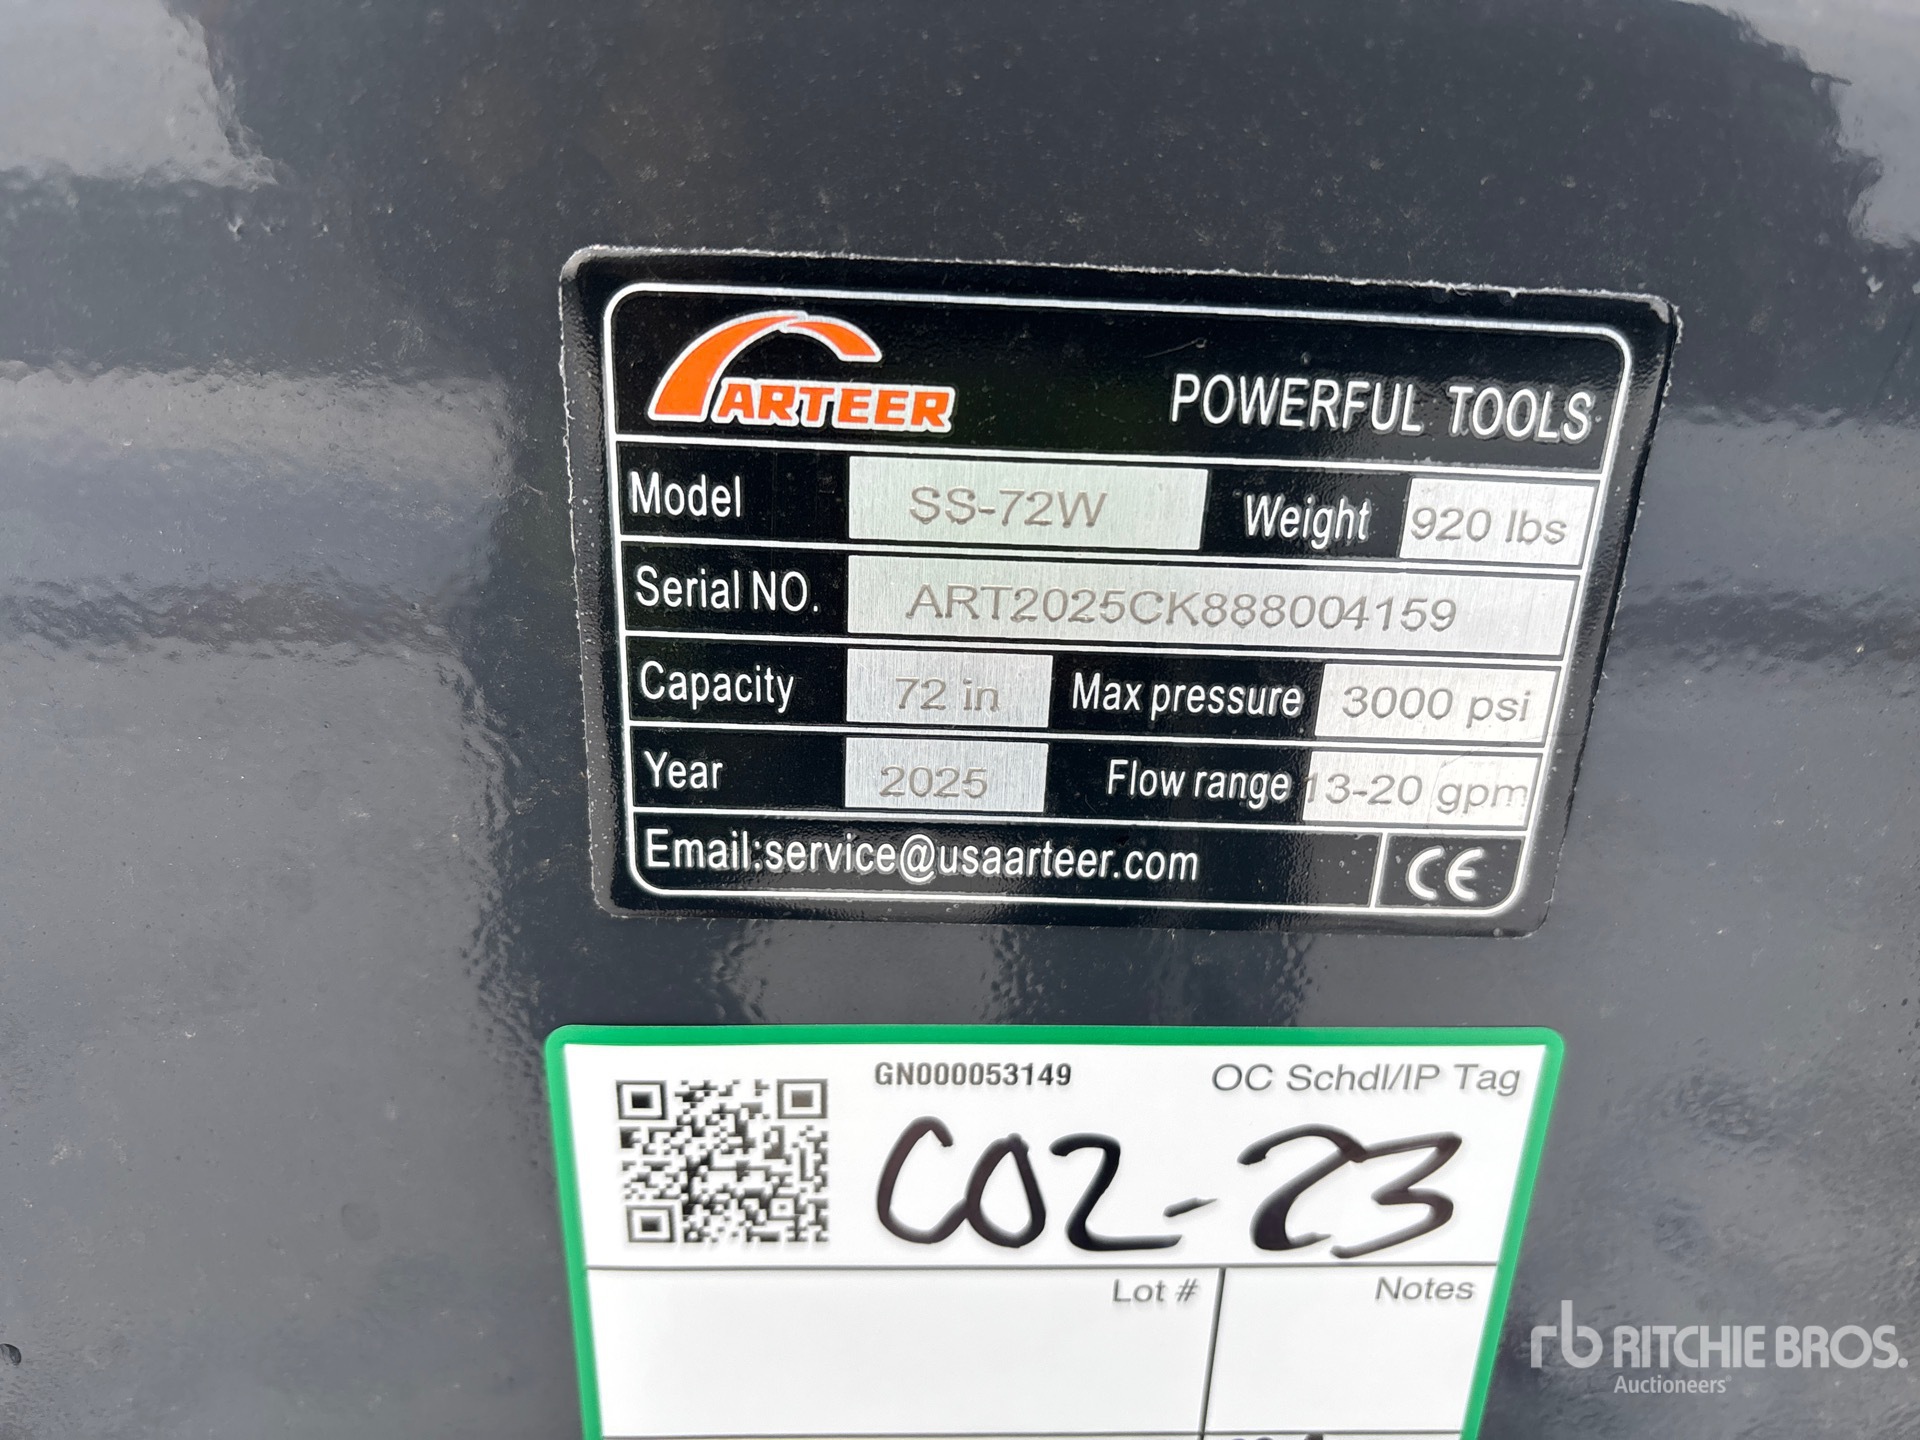 ARTEER POWERFUL TOOLS
Model SS-72W Weight 920 lbs
Serial NO. ART2025CK888004159
Capacity 72 in Max pressure 3000 psi
Year 2025 Flow range 13-20 gpm
Email:service@usaarteer.com CE
GN000053149 OC Schdl/IP Tag
C02-23
Lot # Notes
rb RITCHIE BROS.
Auctioneers